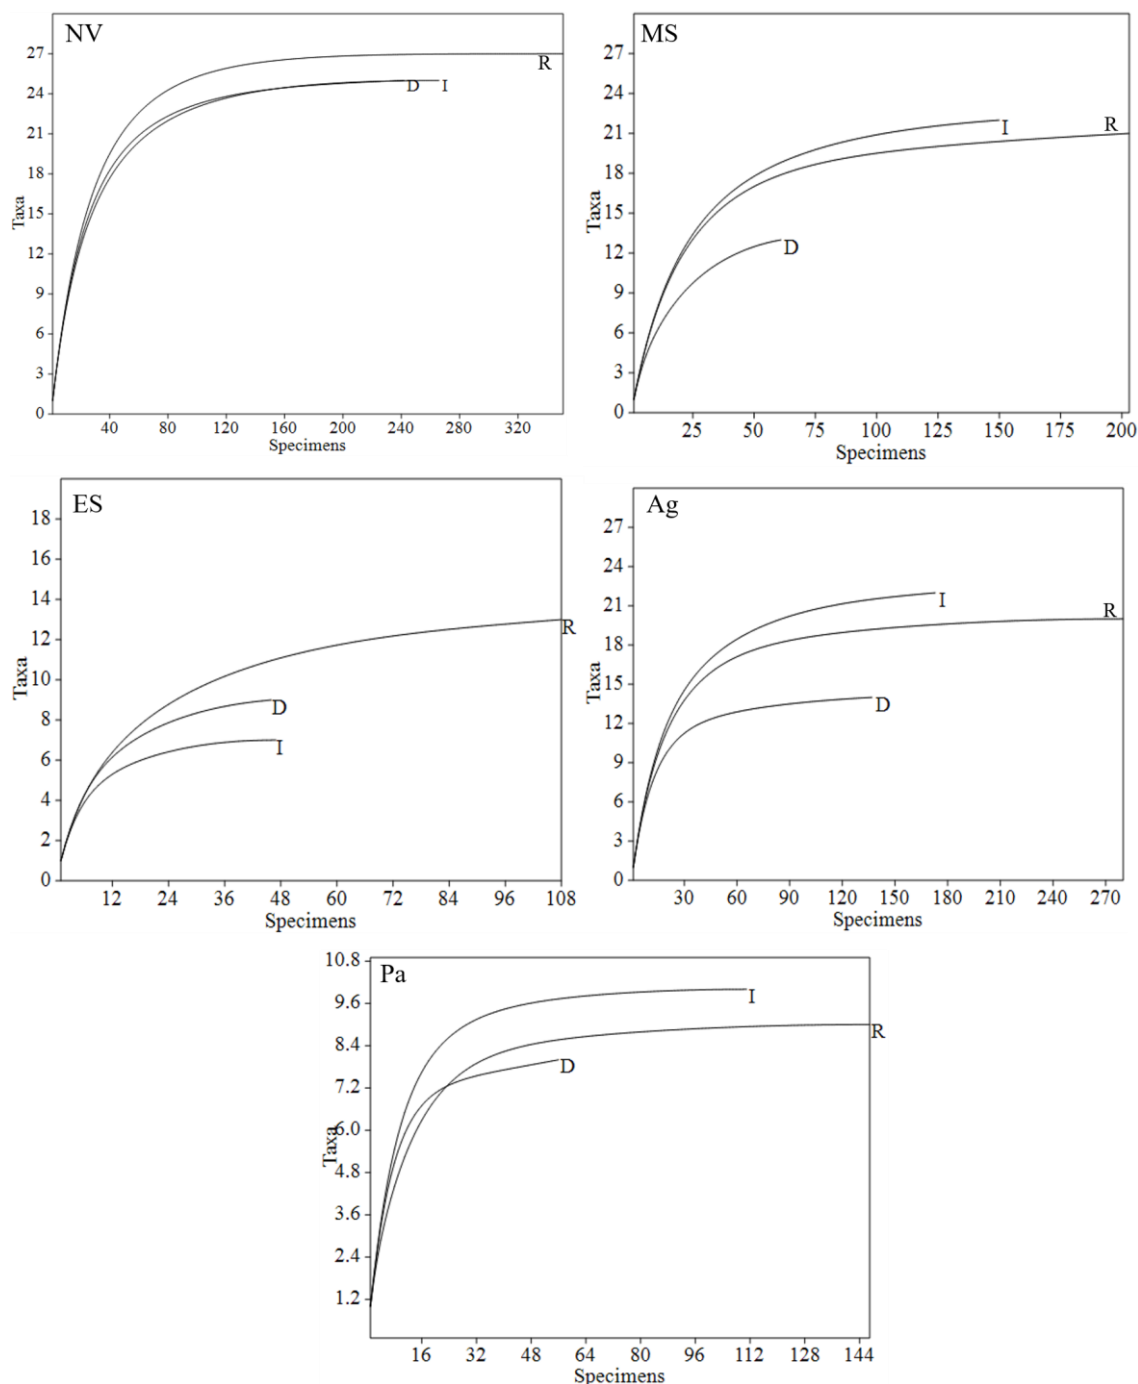 NV
27
24
21
18
15
12
9
6
3
0
Taxa
R
D I
40 80 120 160 200 240 280 320
Specimens
MS
27
24
21
18
15
12
9
6
3
0
Taxa
I
R
D
25 50 75 100 125 150 175 200
Specimens
ES
18
16
14
12
10
8
6
4
2
0
Taxa
R
D
I
12 24 36 48 60 72 84 96 108
Specimens
Ag
27
24
21
18
15
12
9
6
3
0
Taxa
I
R
D
30 60 90 120 150 180 210 240 270
Specimens
Pa
10.8
9.6
8.4
7.2
6.0
4.8
3.6
2.4
1.2
Taxa
I
R
D
16 32 48 64 80 96 112 128 144
Specimens